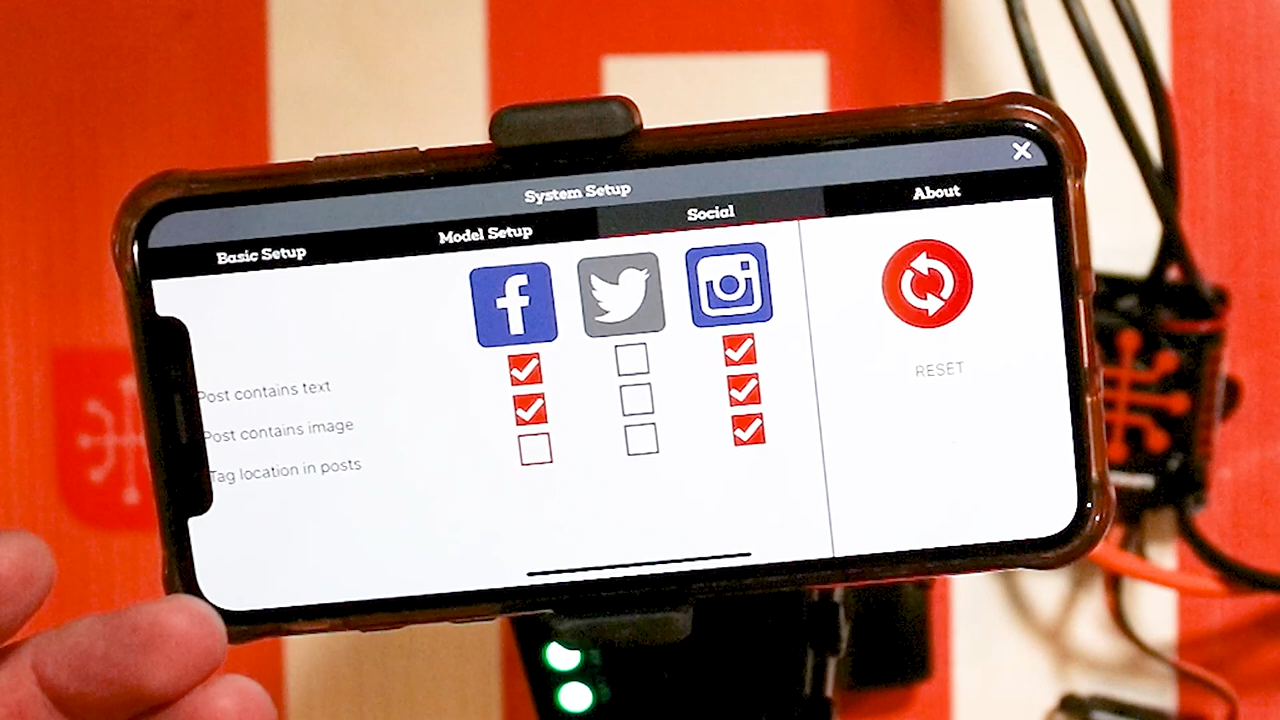 System Setup
Basic Setup
Model Setup
Social
About
Post contains text
Post contains image
Tag location in posts
RESET